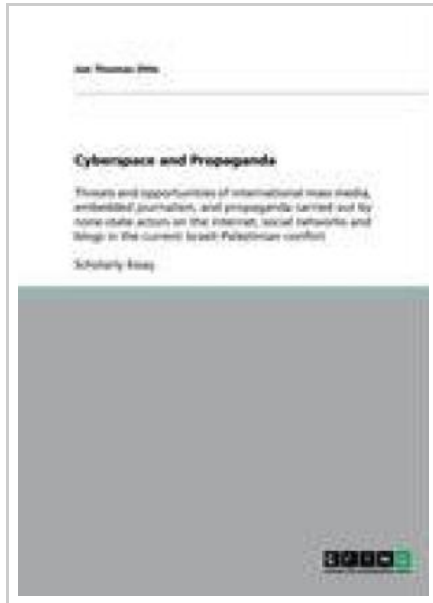 Jan Thomas Otte
Cyberspace and Propaganda
Threats and opportunities of international mass media,
embedded journalism, and propaganda carried out by
none-state actors on the internet, social networks and
blogs in the current Israeli-Palestinian conflict
Scholarly Essay
GRIN